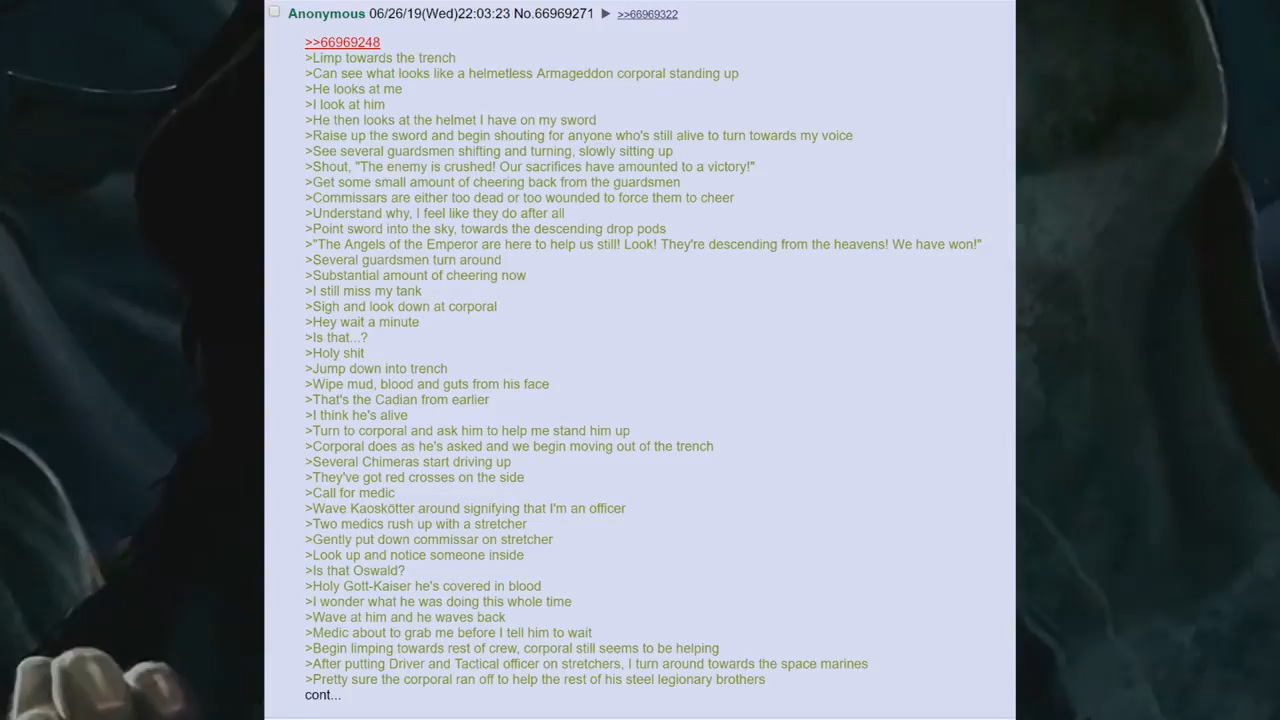 Anonymous 06/26/19(Wed)22:03:23 No.66969271 ▶ >>66969322
>>66969248
>Limp towards the trench
>Can see what looks like a helmetless Armageddon corporal standing up
>He looks at me
>I look at him
>He then looks at the helmet I have on my sword
>Raise up the sword and begin shouting for anyone who's still alive to turn towards my voice
>See several guardsmen shifting and turning, slowly sitting up
>Shout, "The enemy is crushed! Our sacrifices have amounted to a victory!"
>Get some small amount of cheering back from the guardsmen
>Commissars are either too dead or too wounded to force them to cheer
>Understand why, I feel like they do after all
>Point sword into the sky, towards the descending drop pods
>"The Angels of the Emperor are here to help us still! Look! They're descending from the heavens! We have won!"
>Several guardsmen turn around
>Substantial amount of cheering now
>I still miss my tank
>Sigh and look down at corporal
>Hey wait a minute
>Is that...?
>Holy shit
>Jump down into trench
>Wipe mud, blood and guts from his face
>That's the Cadian from earlier
>I think he's alive
>Turn to corporal and ask him to help me stand him up
>Corporal does as he's asked and we begin moving out of the trench
>Several Chimeras start driving up
>They've got red crosses on the side
>Call for medic
>Wave Kaoskötter around signifying that I'm an officer
>Two medics rush up with a stretcher
>Gently put down commissar on stretcher
>Look up and notice someone inside
>Is that Oswald?
>Holy Gott-Kaiser he's covered in blood
>I wonder what he was doing this whole time
>Wave at him and he waves back
>Medic about to grab me before I tell him to wait
>Begin limping towards rest of crew, corporal still seems to be helping
>After putting Driver and Tactical officer on stretchers, I turn around towards the space marines
>Pretty sure the corporal ran off to help the rest of his steel legionary brothers
cont...